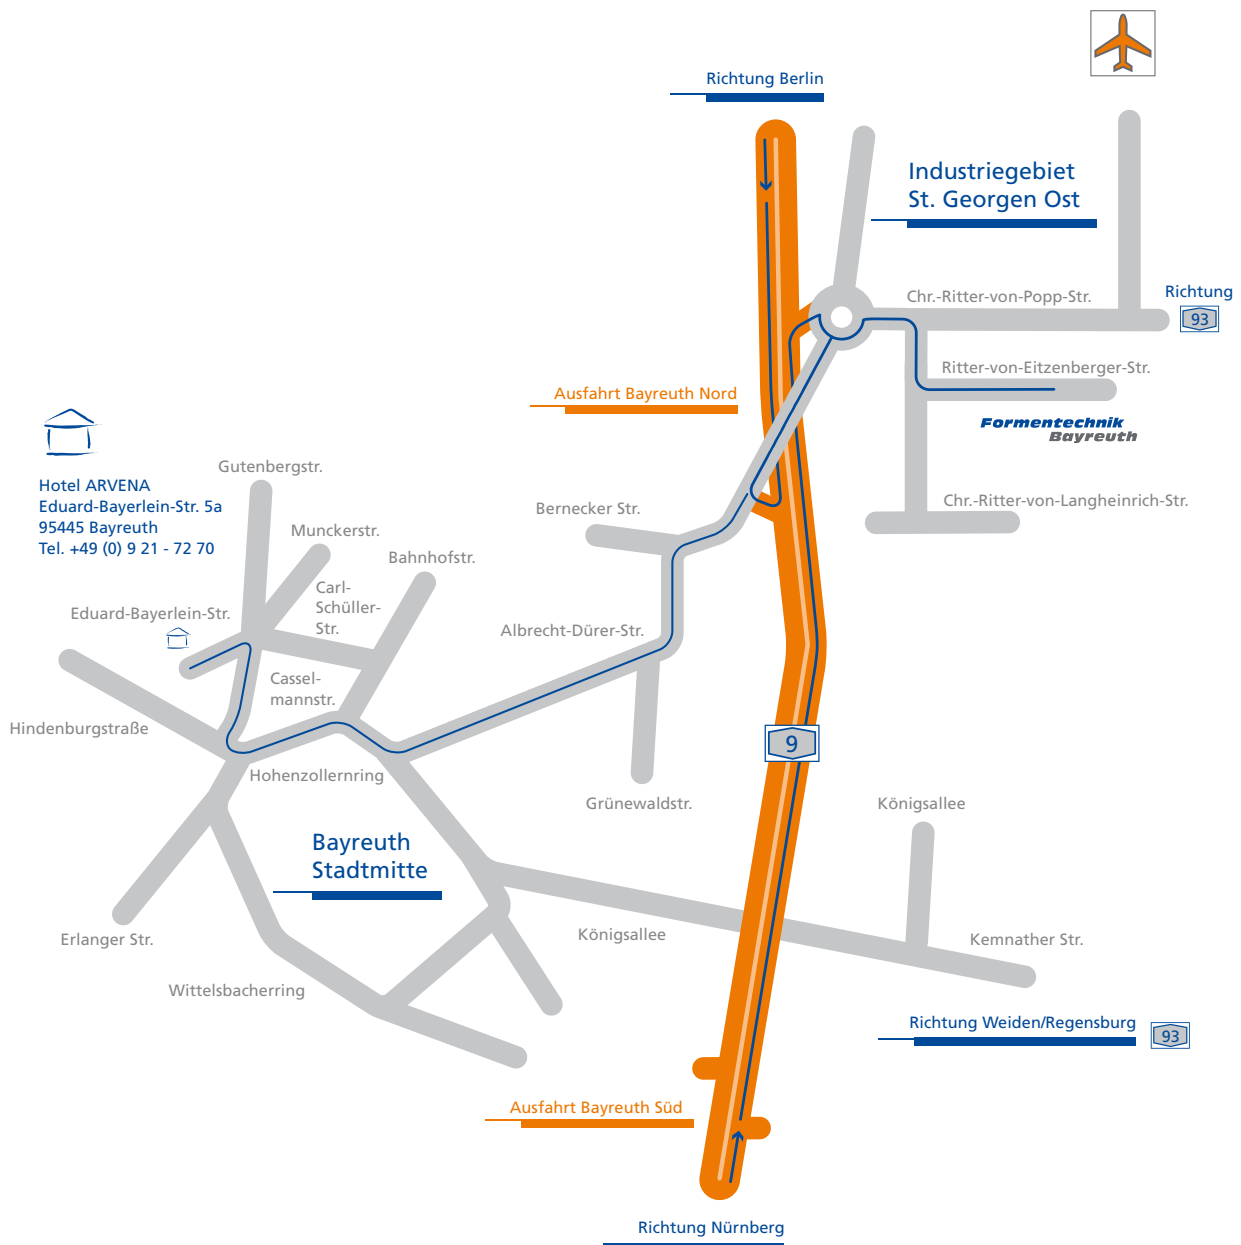 Richtung Berlin
Industriegebiet
St. Georgen Ost
Chr.-Ritter-von-Popp-Str.
Richtung
93
Ritter-von-Eitzenberger-Str.
Ausfahrt Bayreuth Nord
Formentechnik
Bayreuth
Hotel ARVENA
Eduard-Bayerlein-Str. 5a
95445 Bayreuth
Tel. +49 (0) 9 21 - 72 70
Gutenbergstr.
Munckerstr.
Bahnhofstr.
Bernecker Str.
Chr.-Ritter-von-Langheinrich-Str.
Carl-
Schüller-
Str.
Eduard-Bayerlein-Str.
Albrecht-Dürer-Str.
Cassel-
mannstr.
Hindenburgstraße
9
Hohenzollernring
Grünewaldstr.
Königsallee
Bayreuth
Stadtmitte
Erlanger Str.
Königsallee
Kemnather Str.
Wittelsbacherring
Richtung Weiden/Regensburg
93
Ausfahrt Bayreuth Süd
Richtung Nürnberg